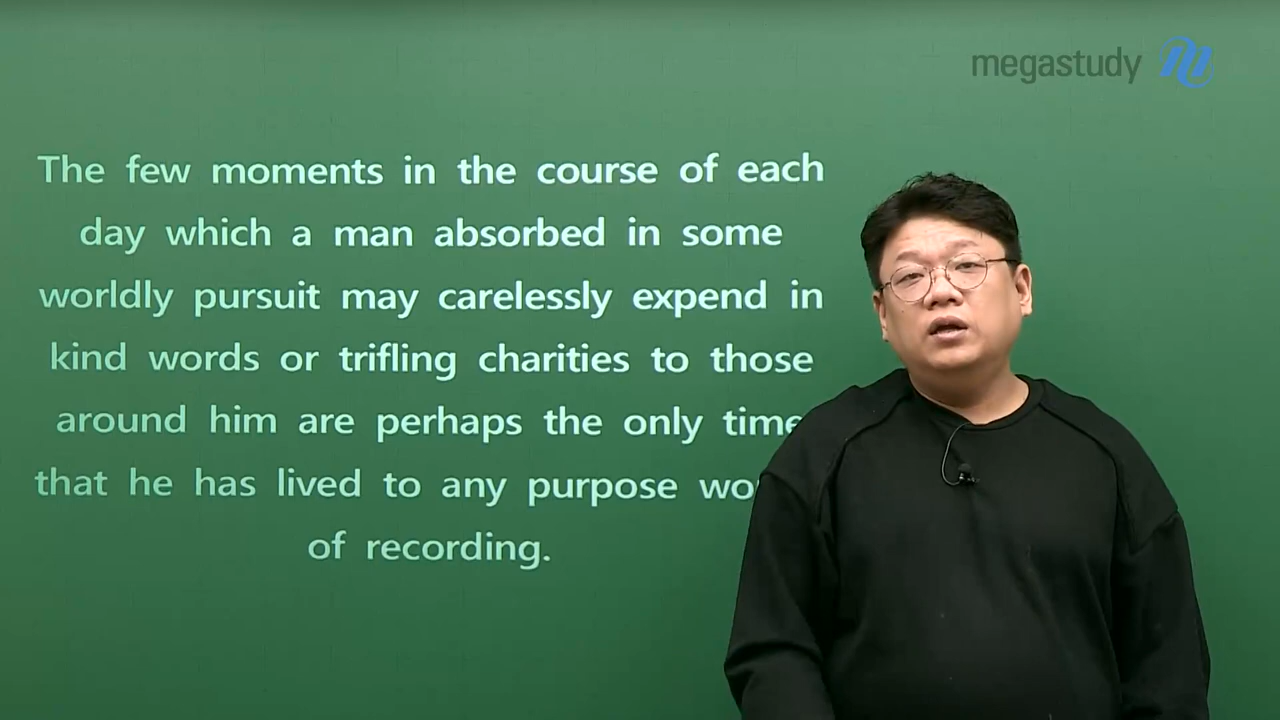 megastudy
The few moments in the course of each
day which a man absorbed in some
worldly pursuit may carelessly expend in
kind words or trifling charities to those
around him are perhaps the only time
that he has lived to any purpose
of recording.